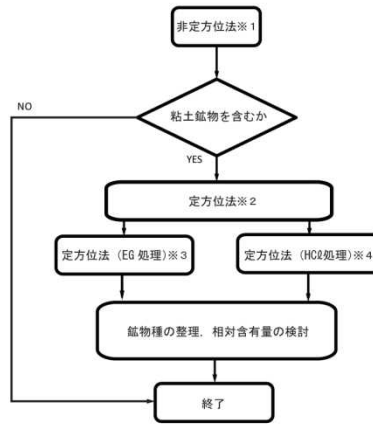 非定方位法※1
NO
粘土鉱物を含むか
YES
定方位法※2
定方位法（EG 処理）※3
定方位法（HCℓ処理）※4
鉱物種の整理，相対含有量の検討
終了